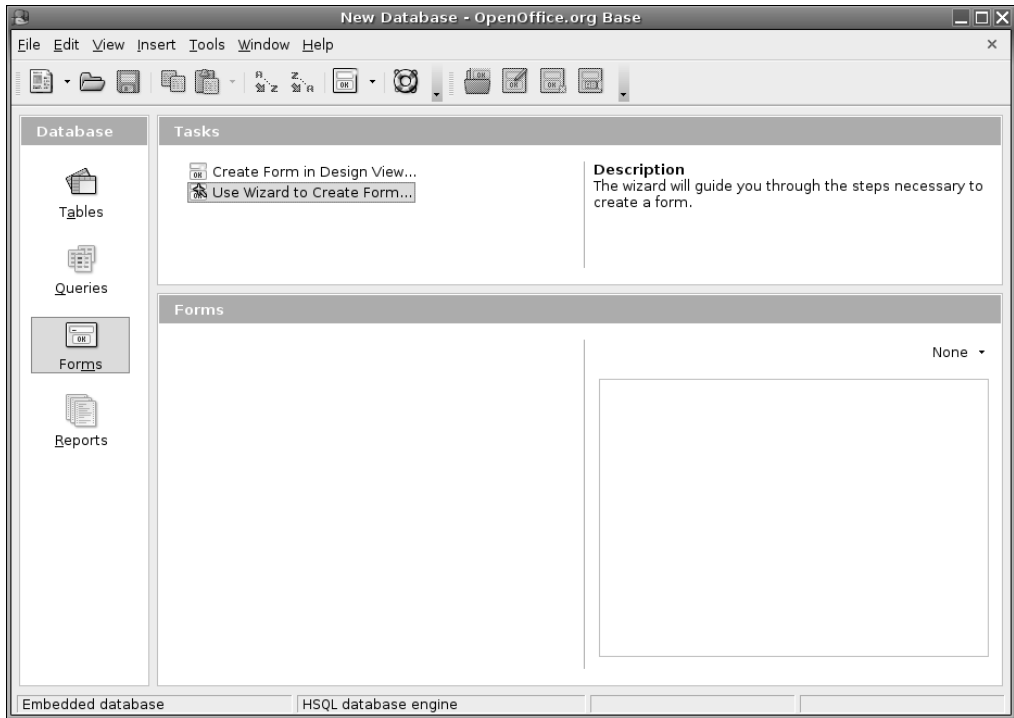 New Database - OpenOffice.org Base
File Edit View Insert Tools Window Help
Database
Tables
Queries
Forms
Reports
Tasks
Create Form in Design View...
Use Wizard to Create Form...
Description
The wizard will guide you through the steps necessary to
create a form.
Forms
None
Embedded database
HSQL database engine